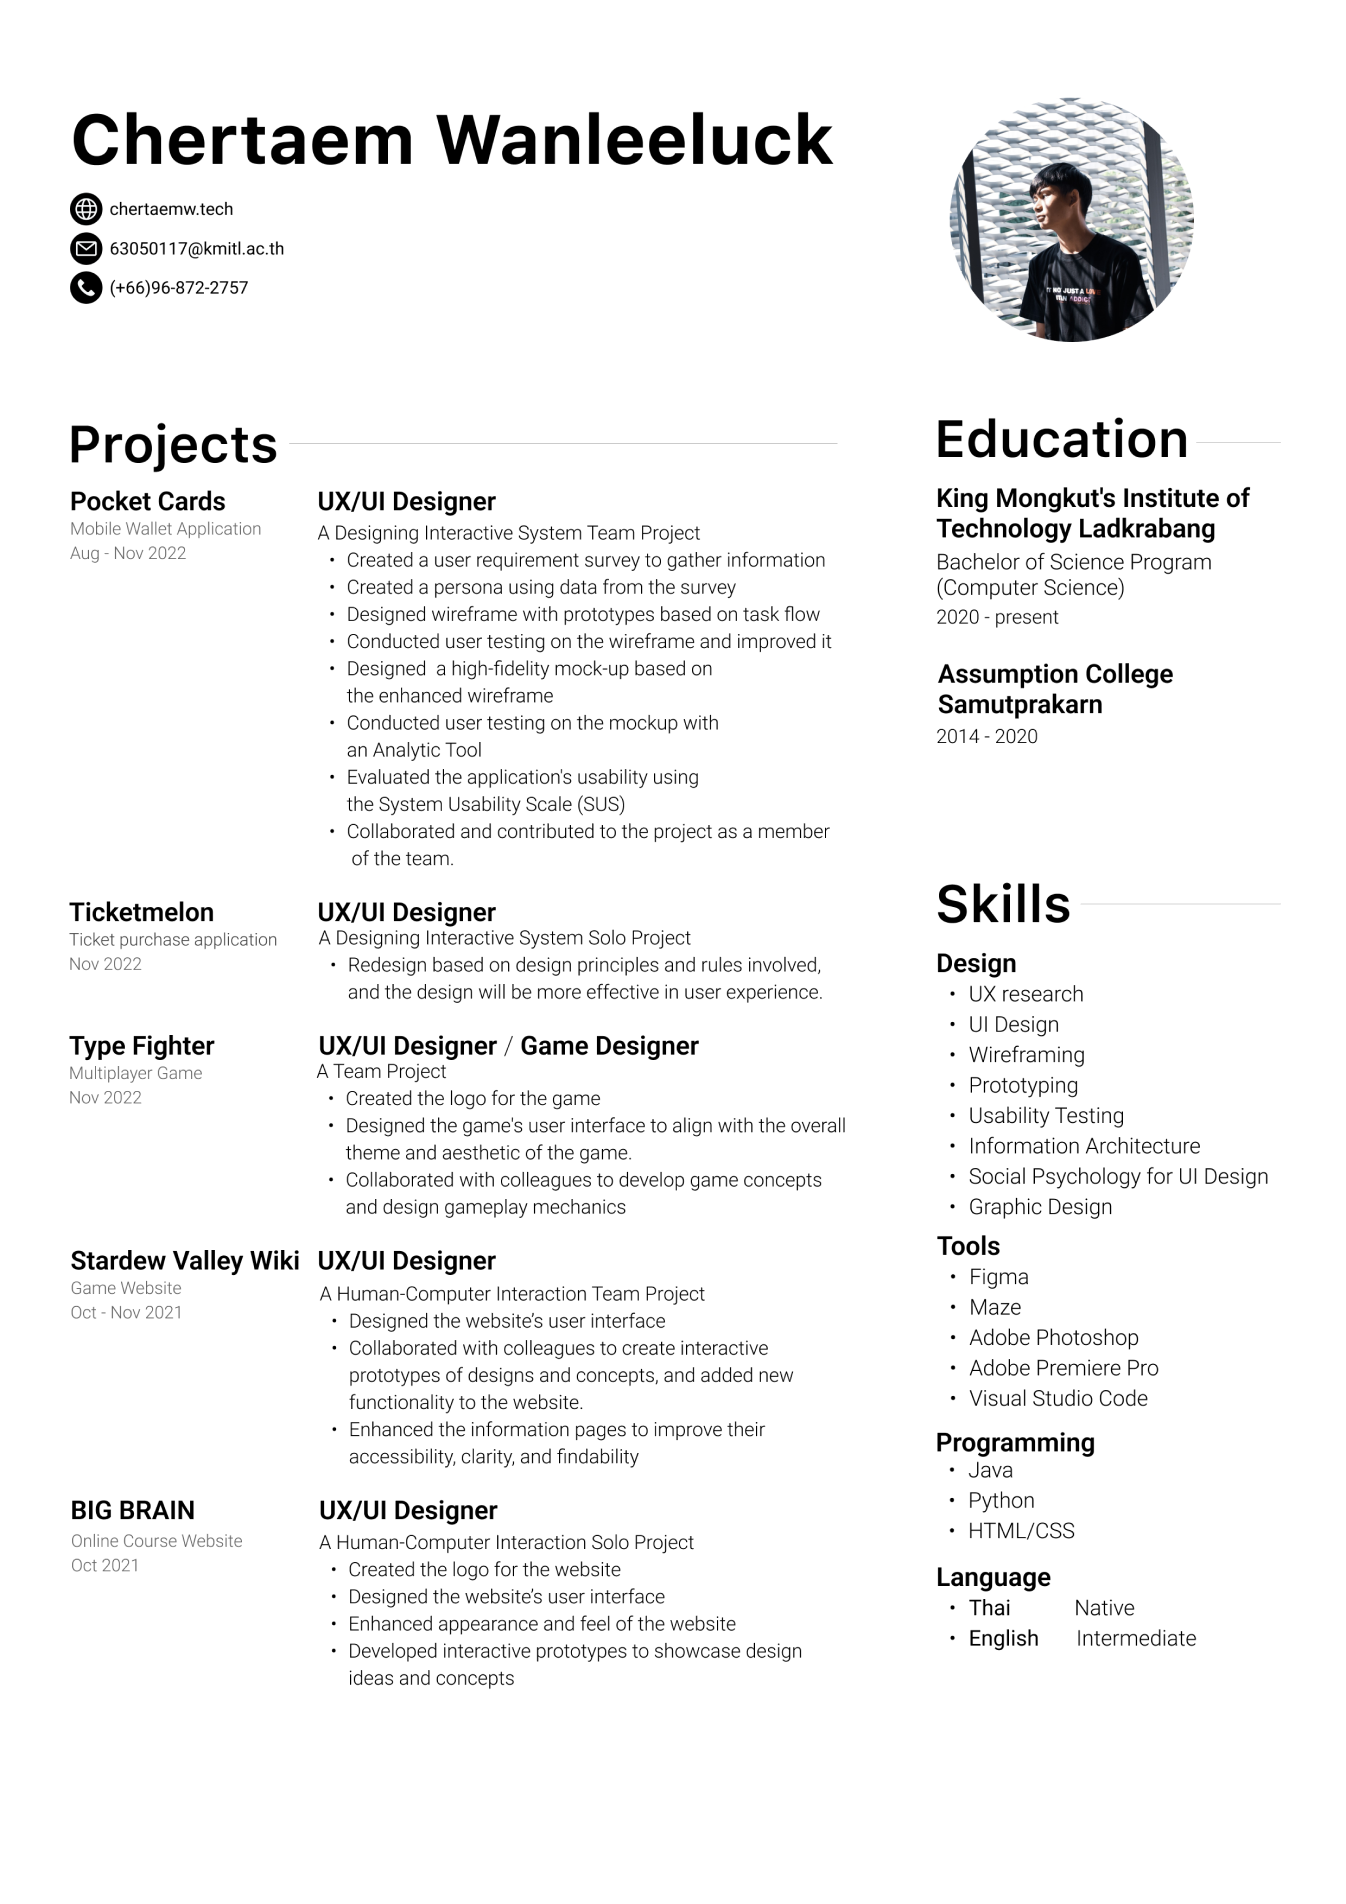 Chertaem Wanleeluck
chertaemw.tech
63050117@kmitl.ac.th
(+66)96-872-2757
Projects
Pocket Cards
Mobile Wallet Application
Aug - Nov 2022
UX/UI Designer
A Designing Interactive System Team Project
• Created a user requirement survey to gather information
• Created a persona using data from the survey
• Designed wireframe with prototypes based on task flow
• Conducted user testing on the wireframe and improved it
• Designed  a high-fidelity mock-up based on
the enhanced wireframe
• Conducted user testing on the mockup with
an Analytic Tool
• Evaluated the application's usability using
the System Usability Scale (SUS)
• Collaborated and contributed to the project as a member
of the team.
Ticketmelon
Ticket purchase application
Nov 2022
UX/UI Designer
A Designing Interactive System Solo Project
• Redesign based on design principles and rules involved,
and the design will be more effective in user experience.
Type Fighter
Multiplayer Game
Nov 2022
UX/UI Designer / Game Designer
A Team Project
• Created the logo for the game
• Designed the game's user interface to align with the overall
theme and aesthetic of the game.
• Collaborated with colleagues to develop game concepts
and design gameplay mechanics
Stardew Valley Wiki
Game Website
Oct - Nov 2021
UX/UI Designer
A Human-Computer Interaction Team Project
• Designed the website’s user interface
• Collaborated with colleagues to create interactive
prototypes of designs and concepts, and added new
functionality to the website.
• Enhanced the information pages to improve their
accessibility, clarity, and findability
BIG BRAIN
Online Course Website
Oct 2021
UX/UI Designer
A Human-Computer Interaction Solo Project
• Created the logo for the website
• Designed the website’s user interface
• Enhanced appearance and feel of the website
• Developed interactive prototypes to showcase design
ideas and concepts
Education
King Mongkut's Institute of
Technology Ladkrabang
Bachelor of Science Program
(Computer Science)
2020 - present
Assumption College
Samutprakarn
2014 - 2020
Skills
Design
• UX research
• UI Design
• Wireframing
• Prototyping
• Usability Testing
• Information Architecture
• Social Psychology for UI Design
• Graphic Design
Tools
• Figma
• Maze
• Adobe Photoshop
• Adobe Premiere Pro
• Visual Studio Code
Programming
• Java
• Python
• HTML/CSS
Language
• Thai Native
• English Intermediate